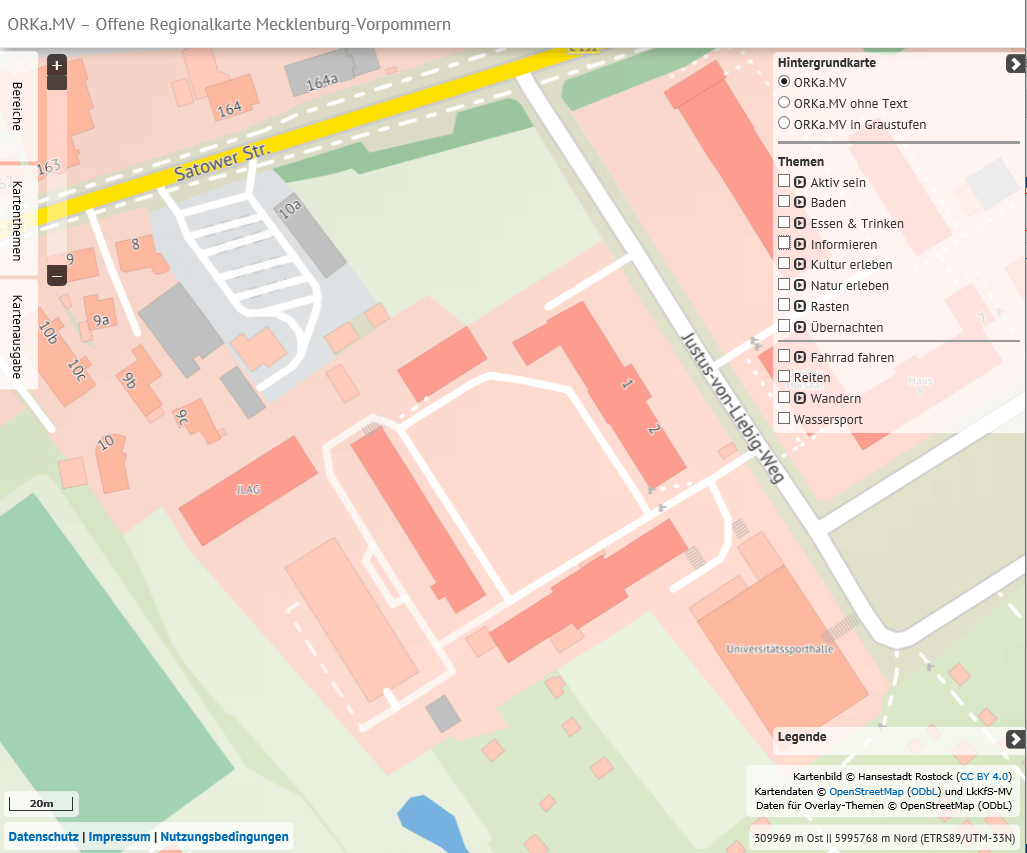 ORKa.MV – Offene Regionalkarte Mecklenburg-Vorpommern
Bereiche
Kartenthemen
Kartenausgabe
+
–
Hintergrundkarte
ORKa.MV
ORKa.MV ohne Text
ORKa.MV in Graustufen
Themen
Aktiv sein
Baden
Essen & Trinken
Informieren
Kultur erleben
Natur erleben
Rasten
Übernachten
Fahrrad fahren
Reiten
Wandern
Wassersport
164a
164
163
Satower Str.
10a
8
9
9a
10b
10c
9b
9c
10
JLAG
1
2
Justus-von-Liebig-Weg
7
Haus
8
Universitätssporthalle
Legende
Kartenbild © Hansestadt Rostock (CC BY 4.0)
Kartendaten © OpenStreetMap (ODbL) und LkKfS-MV
Daten für Overlay-Themen © OpenStreetMap (ODbL)
20m
Datenschutz | Impressum | Nutzungsbedingungen
309969 m Ost || 5995768 m Nord (ETRS89/UTM-33N)